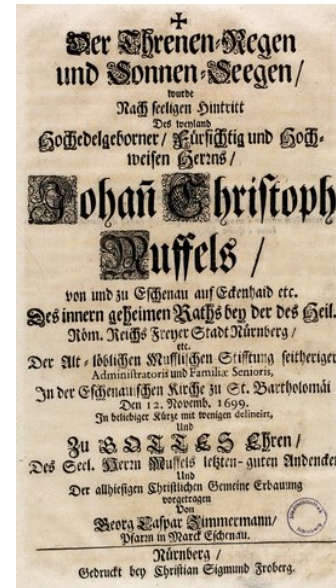 Der Threnen-Regen
und Sonnen-Seegen/
wurde
Nach seeligen Hintritt
Des weyland
Hochedelgeborner/ Fürsichtig und Hoch-
weisen Herrns/
Johañ Christoph
Muffels/
von und zu Eschenau auf Eckenhaid etc.
Des innern geheimen Raths bey der des Heil.
Röm. Reichs Freyer Stadt Nürnberg/
etc.
Der Alt-löblichen Mufflischen Stifftung seitheriger
Administratoris und Familiæ Senioris,
In der Eschenauischen Kirche zu St. Bartholomäi
Den 12. Novemb. 1699.
In beliebiger Kürtze mit wenigen delineirt,
Und
Zu GOTTES Ehren/
Des Seel. Herrn Muffels letzten-guten Andencken
Und
Der allhiesigen Christlichen Gemeine Erbauung
vorgetragen
Von
Georg Caspar Zimmermann/
Pfarrn in Marck Eschenau.
Nürnberg/
Gedruckt bey Christian Sigmund Froberg.